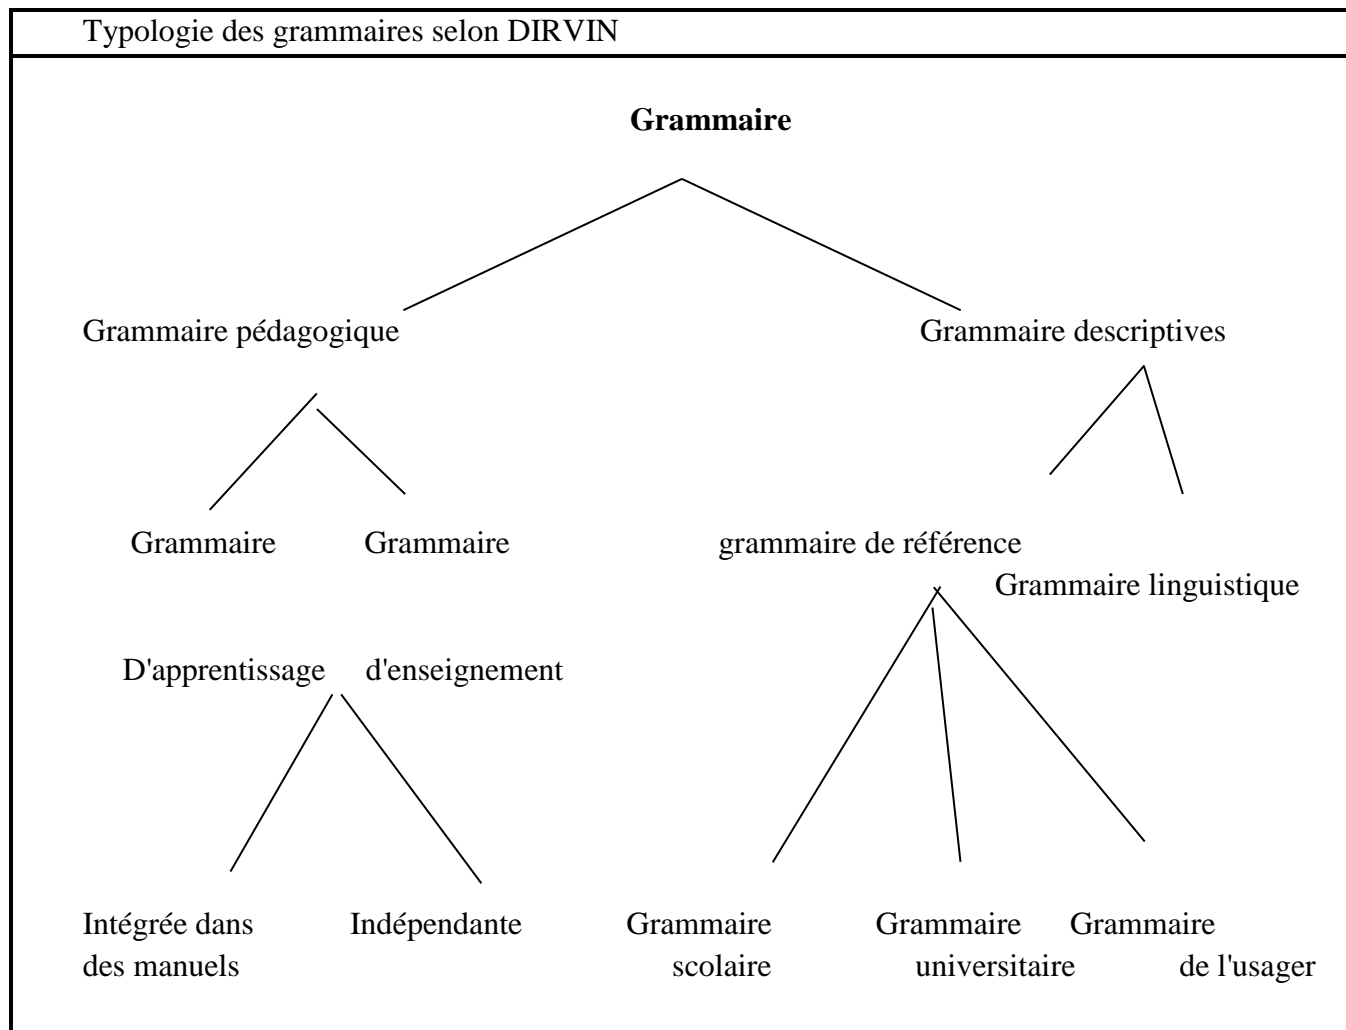 Typologie des grammaires selon DIRVIN
Grammaire
Grammaire pédagogique
Grammaire descriptives
Grammaire
Grammaire
grammaire de référence
Grammaire linguistique
D'apprentissage
d'enseignement
Intégrée dans
des manuels
Indépendante
Grammaire
scolaire
Grammaire
universitaire
Grammaire
de l'usager